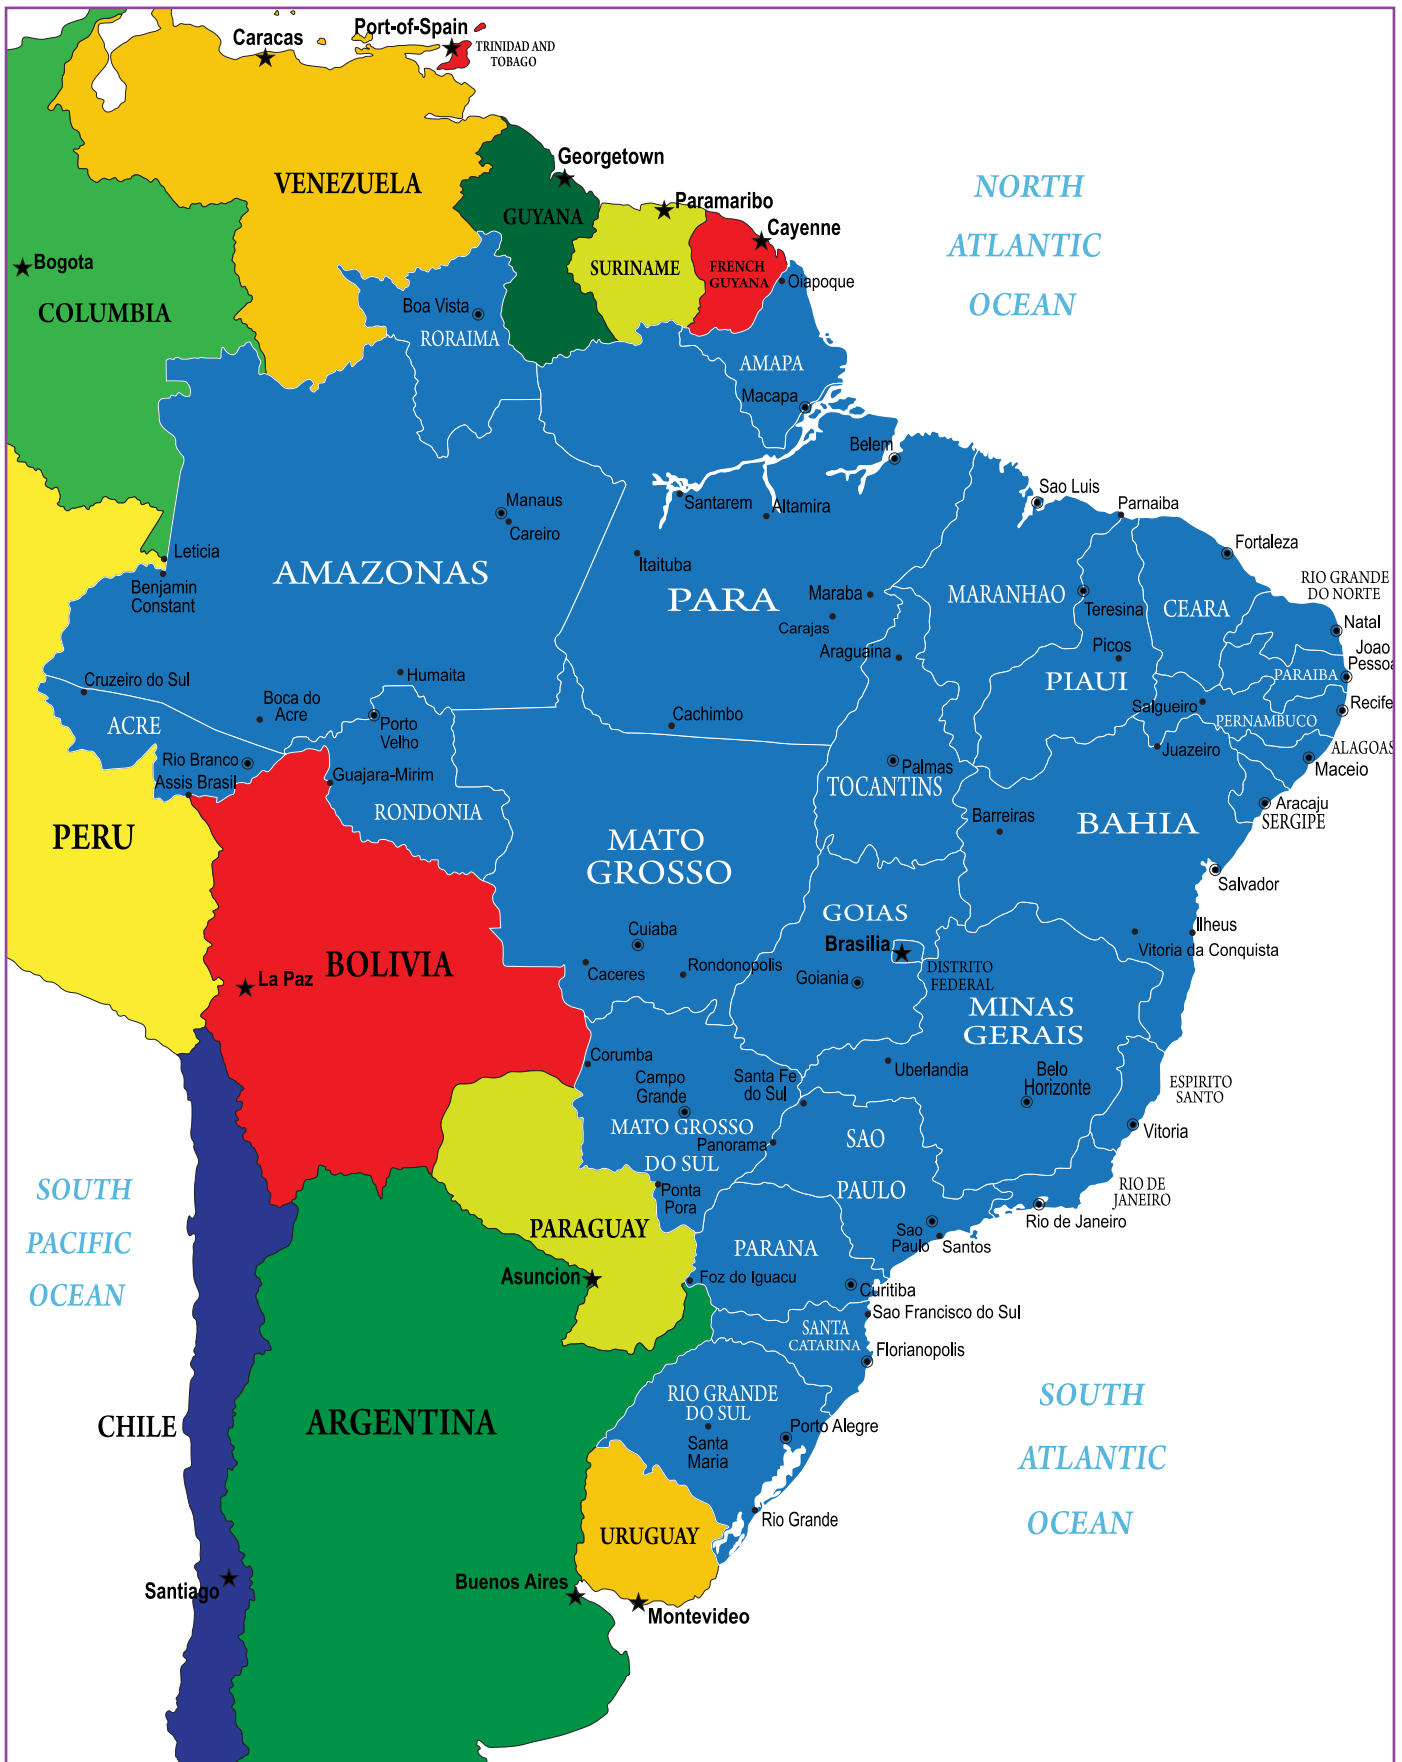 Port-of-Spain
Caracas
TRINIDAD AND
TOBAGO
Georgetown
VENEZUELA
NORTH
Paramaribo
GUYANA
Cayenne
ATLANTIC
Bogota
SURINAME
FRENCH
GUYANA
Oiapoque
OCEAN
COLUMBIA
Boa Vista
RORAIMA
AMAPA
Macapa
Belem
Sao Luis
Manaus
Santarem
Altamira
Parnaiba
Careiro
Fortaleza
Leticia
Itaituba
AMAZONAS
RIO GRANDE
DO NORTE
Benjamin
Constant
PARA
Maraba
MARANHAO
Teresina
CEARA
Carajas
Natal
Araguaina
Picos
Joao
Pessoa
Cruzeiro do Sul
Humaita
PIAUI
PARAIBA
Boca do
Acre
Salgueiro
Recife
ACRE
Porto
Velho
Cachimbo
PERNAMBUCO
Rio Branco
Juazeiro
ALAGOAS
Assis Brasil
Guajara-Mirim
Palmas
Maceio
TOCANTINS
RONDONIA
Barreiras
Aracaju
SERGIPE
PERU
MATO
GROSSO
BAHIA
Salvador
GOIAS
Cuiaba
Brasilia
Ilheus
Vitoria da Conquista
BOLIVIA
La Paz
Caceres
Rondonopolis
Goiania
DISTRITO
FEDERAL
MINAS
GERAIS
Corumba
Uberlandia
Campo
Grande
Santa Fe
do Sul
Belo
Horizonte
ESPIRITO
SANTO
MATO GROSSO
DO SUL
Panorama
SAO
PAULO
Vitoria
SOUTH
PACIFIC
OCEAN
Ponta
Pora
RIO DE
JANEIRO
Rio de Janeiro
PARAGUAY
Sao
Paulo
Santos
PARANA
Asuncion
Foz do Iguacu
Curitiba
Sao Francisco do Sul
SANTA
CATARINA
Florianopolis
SOUTH
ATLANTIC
OCEAN
CHILE
ARGENTINA
RIO GRANDE
DO SUL
Porto Alegre
Santa
Maria
Rio Grande
URUGUAY
Santiago
Buenos Aires
Montevideo